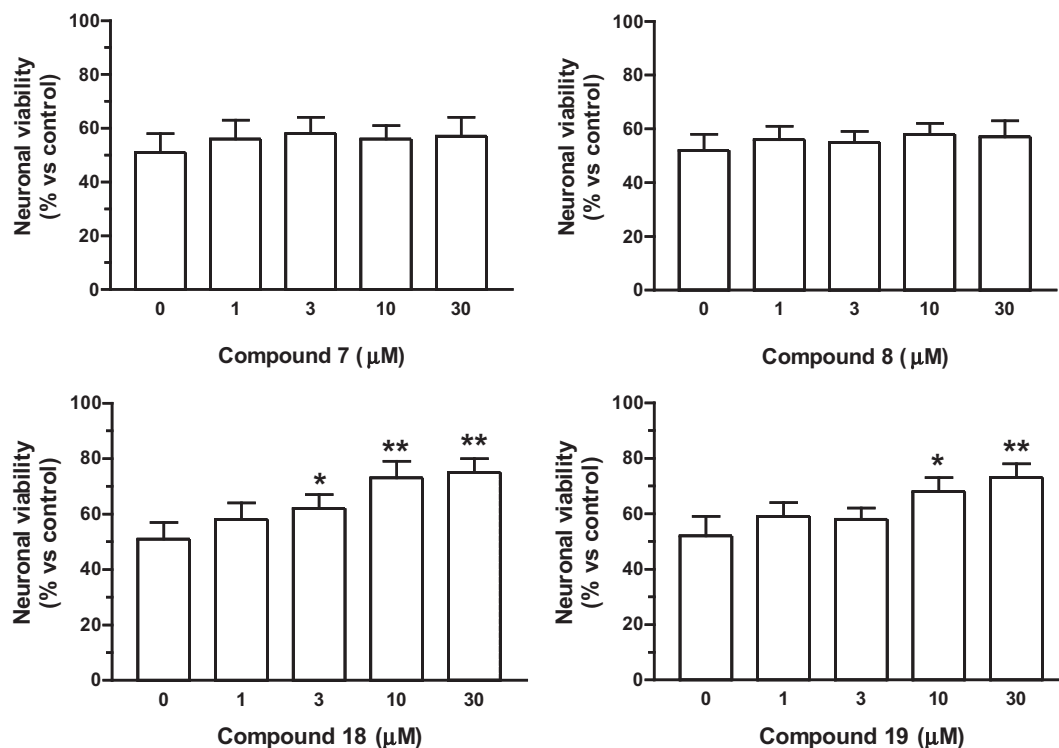 100
80
60
40
20
0
Neuronal viability
(% vs control)
0 1 3 10 30
Compound 7 ( μM)
100
80
60
40
20
0
Neuronal viability
(% vs control)
0 1 3 10 30
Compound 8 ( μM)
100
80
60
40
20
0
Neuronal viability
(% vs control)
* ** **
0 1 3 10 30
Compound 18 (μM)
100
80
60
40
20
0
Neuronal viability
(% vs control)
* **
0 1 3 10 30
Compound 19 (μM)